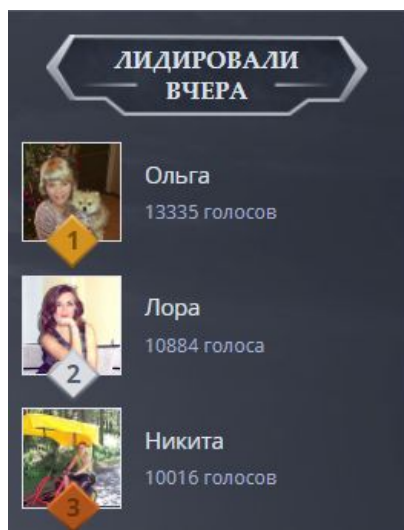 ЛИДИРОВАЛИ
ВЧЕРА
Ольга
13335 голосов
1
Лора
10884 голоса
2
Никита
10016 голосов
3